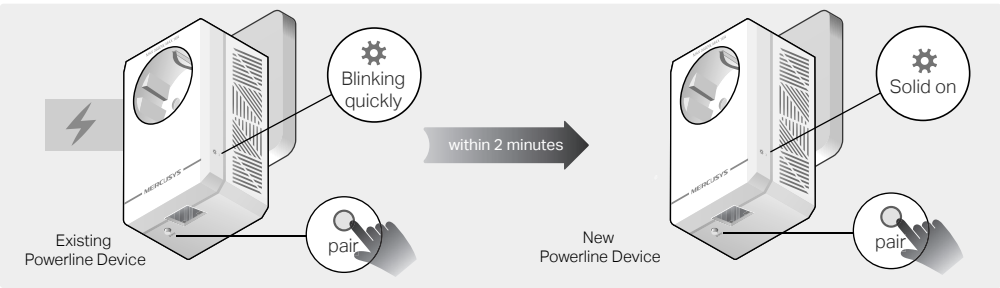 Blinking
quickly
MERCUSYS
pair
Existing
Powerline Device
within 2 minutes
Solid on
MERCUSYS
pair
New
Powerline Device